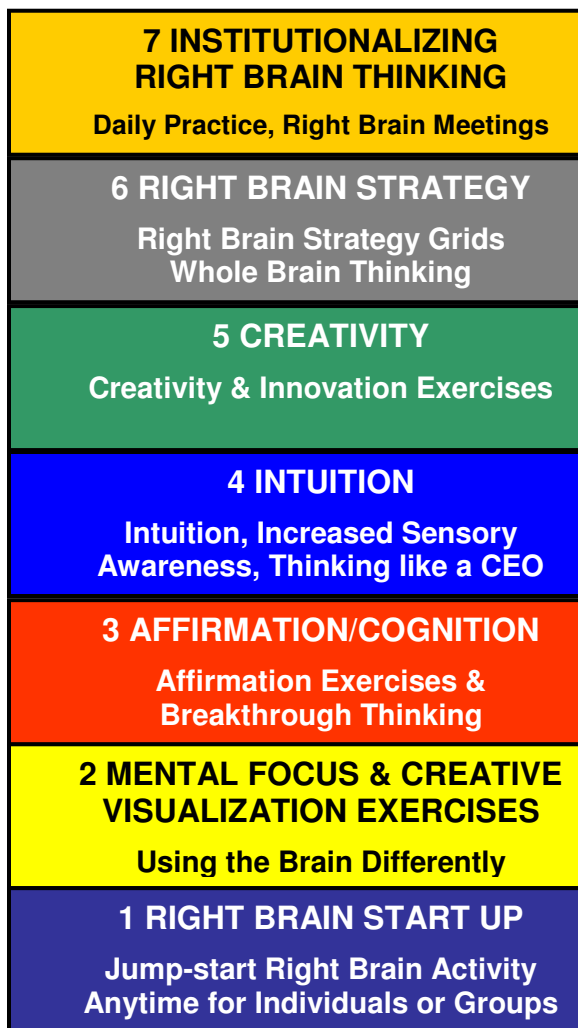 7 INSTITUTIONALIZING
RIGHT BRAIN THINKING
Daily Practice, Right Brain Meetings
6 RIGHT BRAIN STRATEGY
Right Brain Strategy Grids
Whole Brain Thinking
5 CREATIVITY
Creativity & Innovation Exercises
4 INTUITION
Intuition, Increased Sensory
Awareness, Thinking like a CEO
3 AFFIRMATION/COGNITION
Affirmation Exercises &
Breakthrough Thinking
2 MENTAL FOCUS & CREATIVE
VISUALIZATION EXERCISES
Using the Brain Differently
1 RIGHT BRAIN START UP
Jump-start Right Brain Activity
Anytime for Individuals or Groups